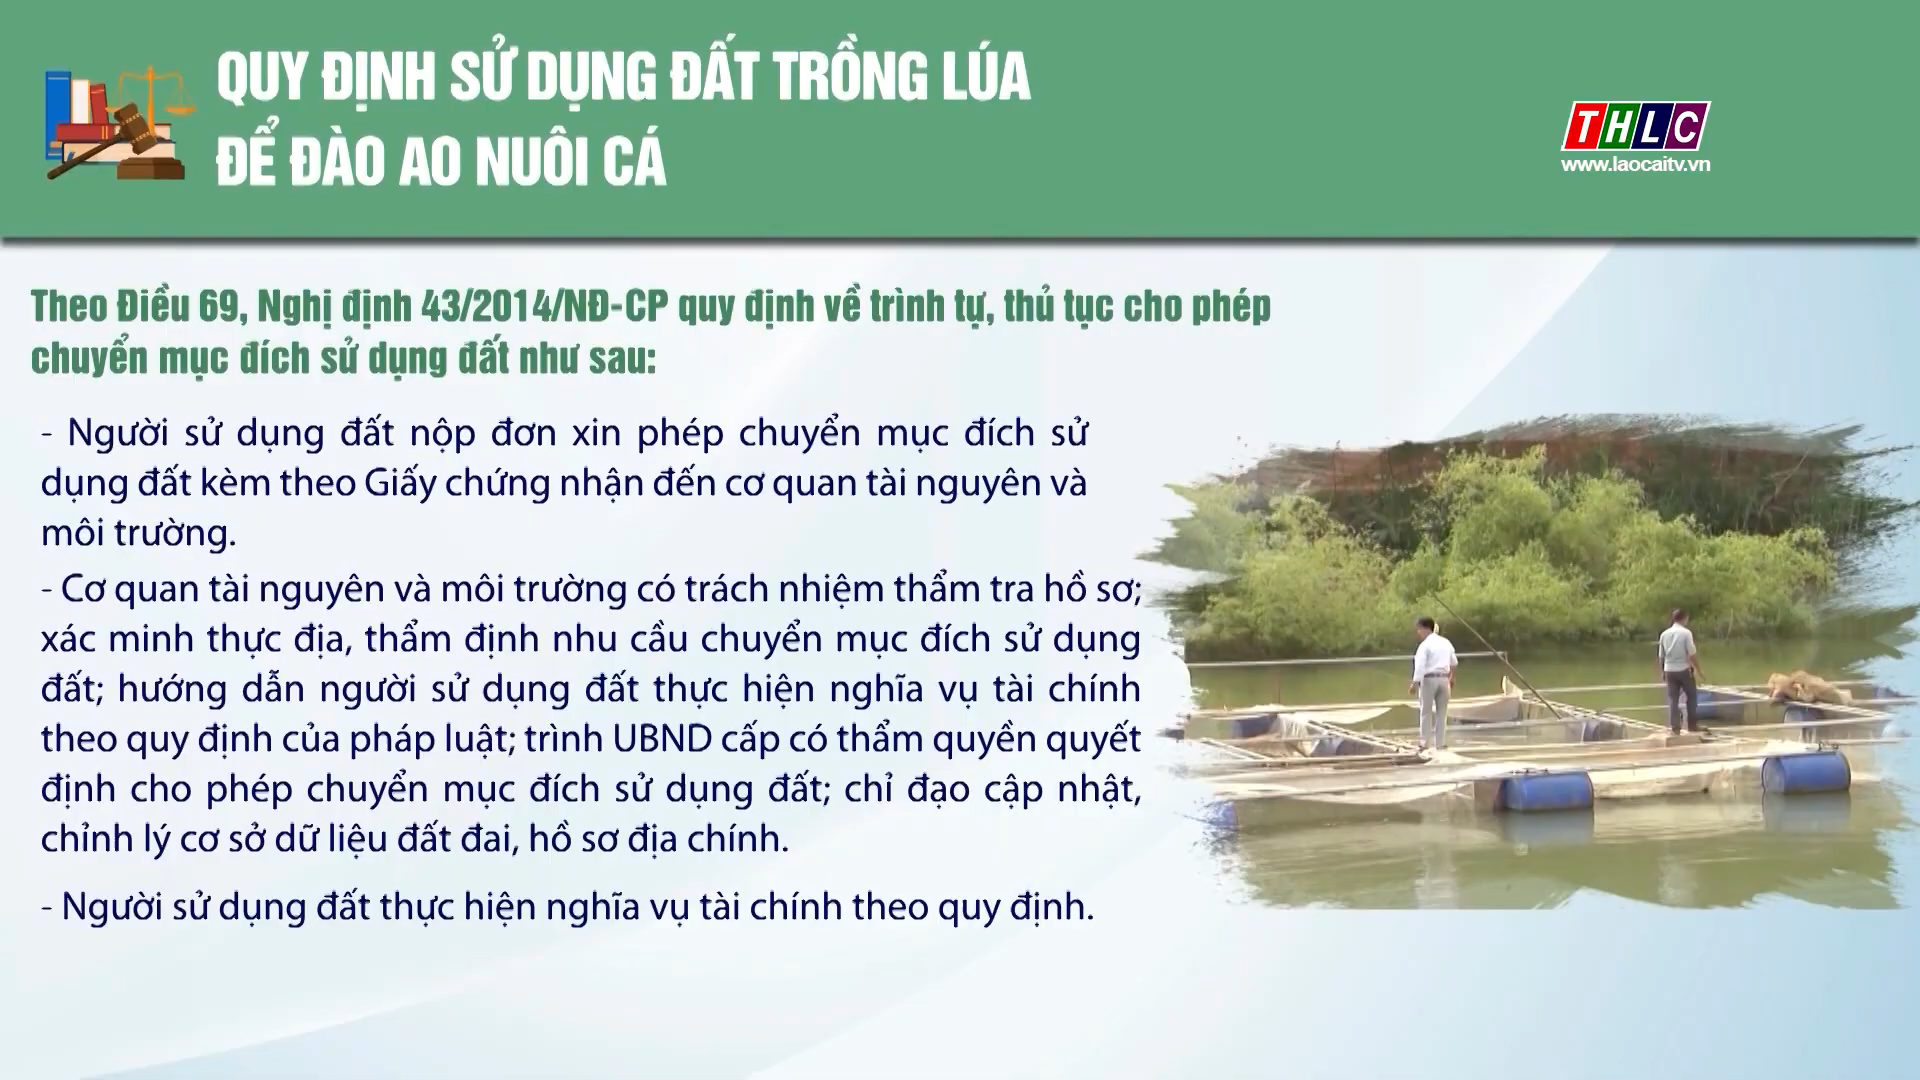 QUY ĐỊNH SỬ DỤNG ĐẤT TRỒNG LÚA
ĐỂ ĐÀO AO NUÔI CÁ
THLC
www.laocaitv.vn
Theo Điều 69, Nghị định 43/2014/NĐ-CP quy định về trình tự, thủ tục cho phép
chuyển mục đích sử dụng đất như sau:
- Người sử dụng đất nộp đơn xin phép chuyển mục đích sử
dụng đất kèm theo Giấy chứng nhận đến cơ quan tài nguyên và
môi trường.
- Cơ quan tài nguyên và môi trường có trách nhiệm thẩm tra hồ sơ;
xác minh thực địa, thẩm định nhu cầu chuyển mục đích sử dụng
đất; hướng dẫn người sử dụng đất thực hiện nghĩa vụ tài chính
theo quy định của pháp luật; trình UBND cấp có thẩm quyền quyết
định cho phép chuyển mục đích sử dụng đất; chỉ đạo cập nhật,
chỉnh lý cơ sở dữ liệu đất đai, hồ sơ địa chính.
- Người sử dụng đất thực hiện nghĩa vụ tài chính theo quy định.